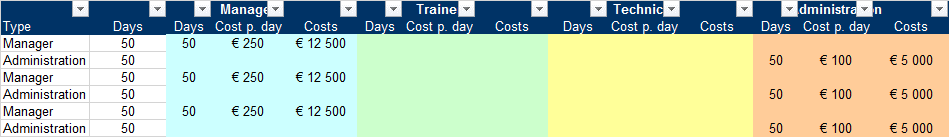 Manage Traine Technic dministration
Type Days Days Cost p. day Costs Days Cost p. day Costs Days Cost p. day Costs Days Cost p. day Costs
Manager 50 50 € 250 € 12 500
Administration 50 50 € 100 € 5 000
Manager 50 50 € 250 € 12 500
Administration 50 50 € 100 € 5 000
Manager 50 50 € 250 € 12 500
Administration 50 50 € 100 € 5 000